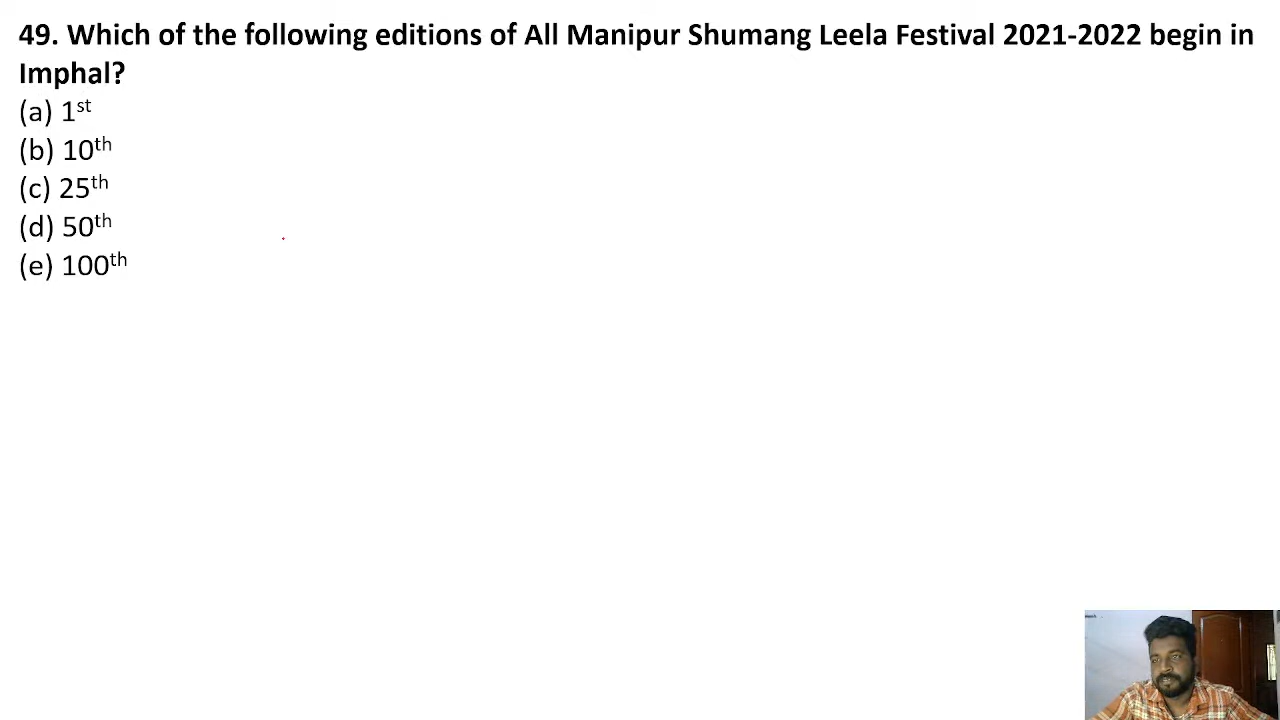 49. Which of the following editions of All Manipur Shumang Leela Festival 2021-2022 begin in
Imphal?
(a) 1st
(b) 10th
(c) 25th
(d) 50th
(e) 100th